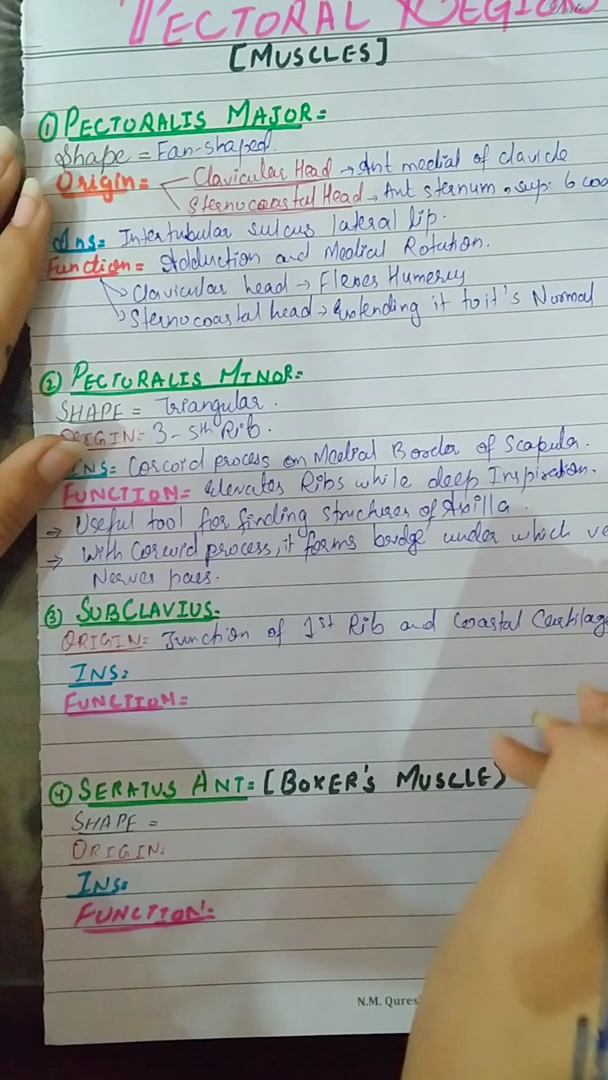 PECTORAL REGION
[MUSCLES]
① PECTORALIS MAJOR=
Shape = Fan-shaped.
Origin= Clavicular Head → Ant medial of clavicle
Sternocoastal Head → Ant sternum, sup: 6 coa
Ins= Intertubular sulcus lateral lip.
Function= Adduction and Medial Rotation.
Clavicular head → Flexes Humerus
Sternocoastal head → extending it to it's Normal
② PECTORALIS MINOR=
SHAPE = Triangular.
ORIGIN= 3-5th Rib.
INS= Corcoid process on Medial Border of Scapula.
FUNCTION= elevates Ribs while deep Inspiration.
→ Useful tool for finding structures of Axilla.
→ With Corcoid process, it forms bridge under which ve
Nerves pass.
③ SUBCLAVIUS=
ORIGIN= Junction of 1st Rib and Coastal Cartilage
INS:
FUNCTION=
④ SERATUS ANT= [BOXER'S MUSCLE)
SHAPE =
ORIGIN:
INS:
FUNCTION:
N.M. Qures